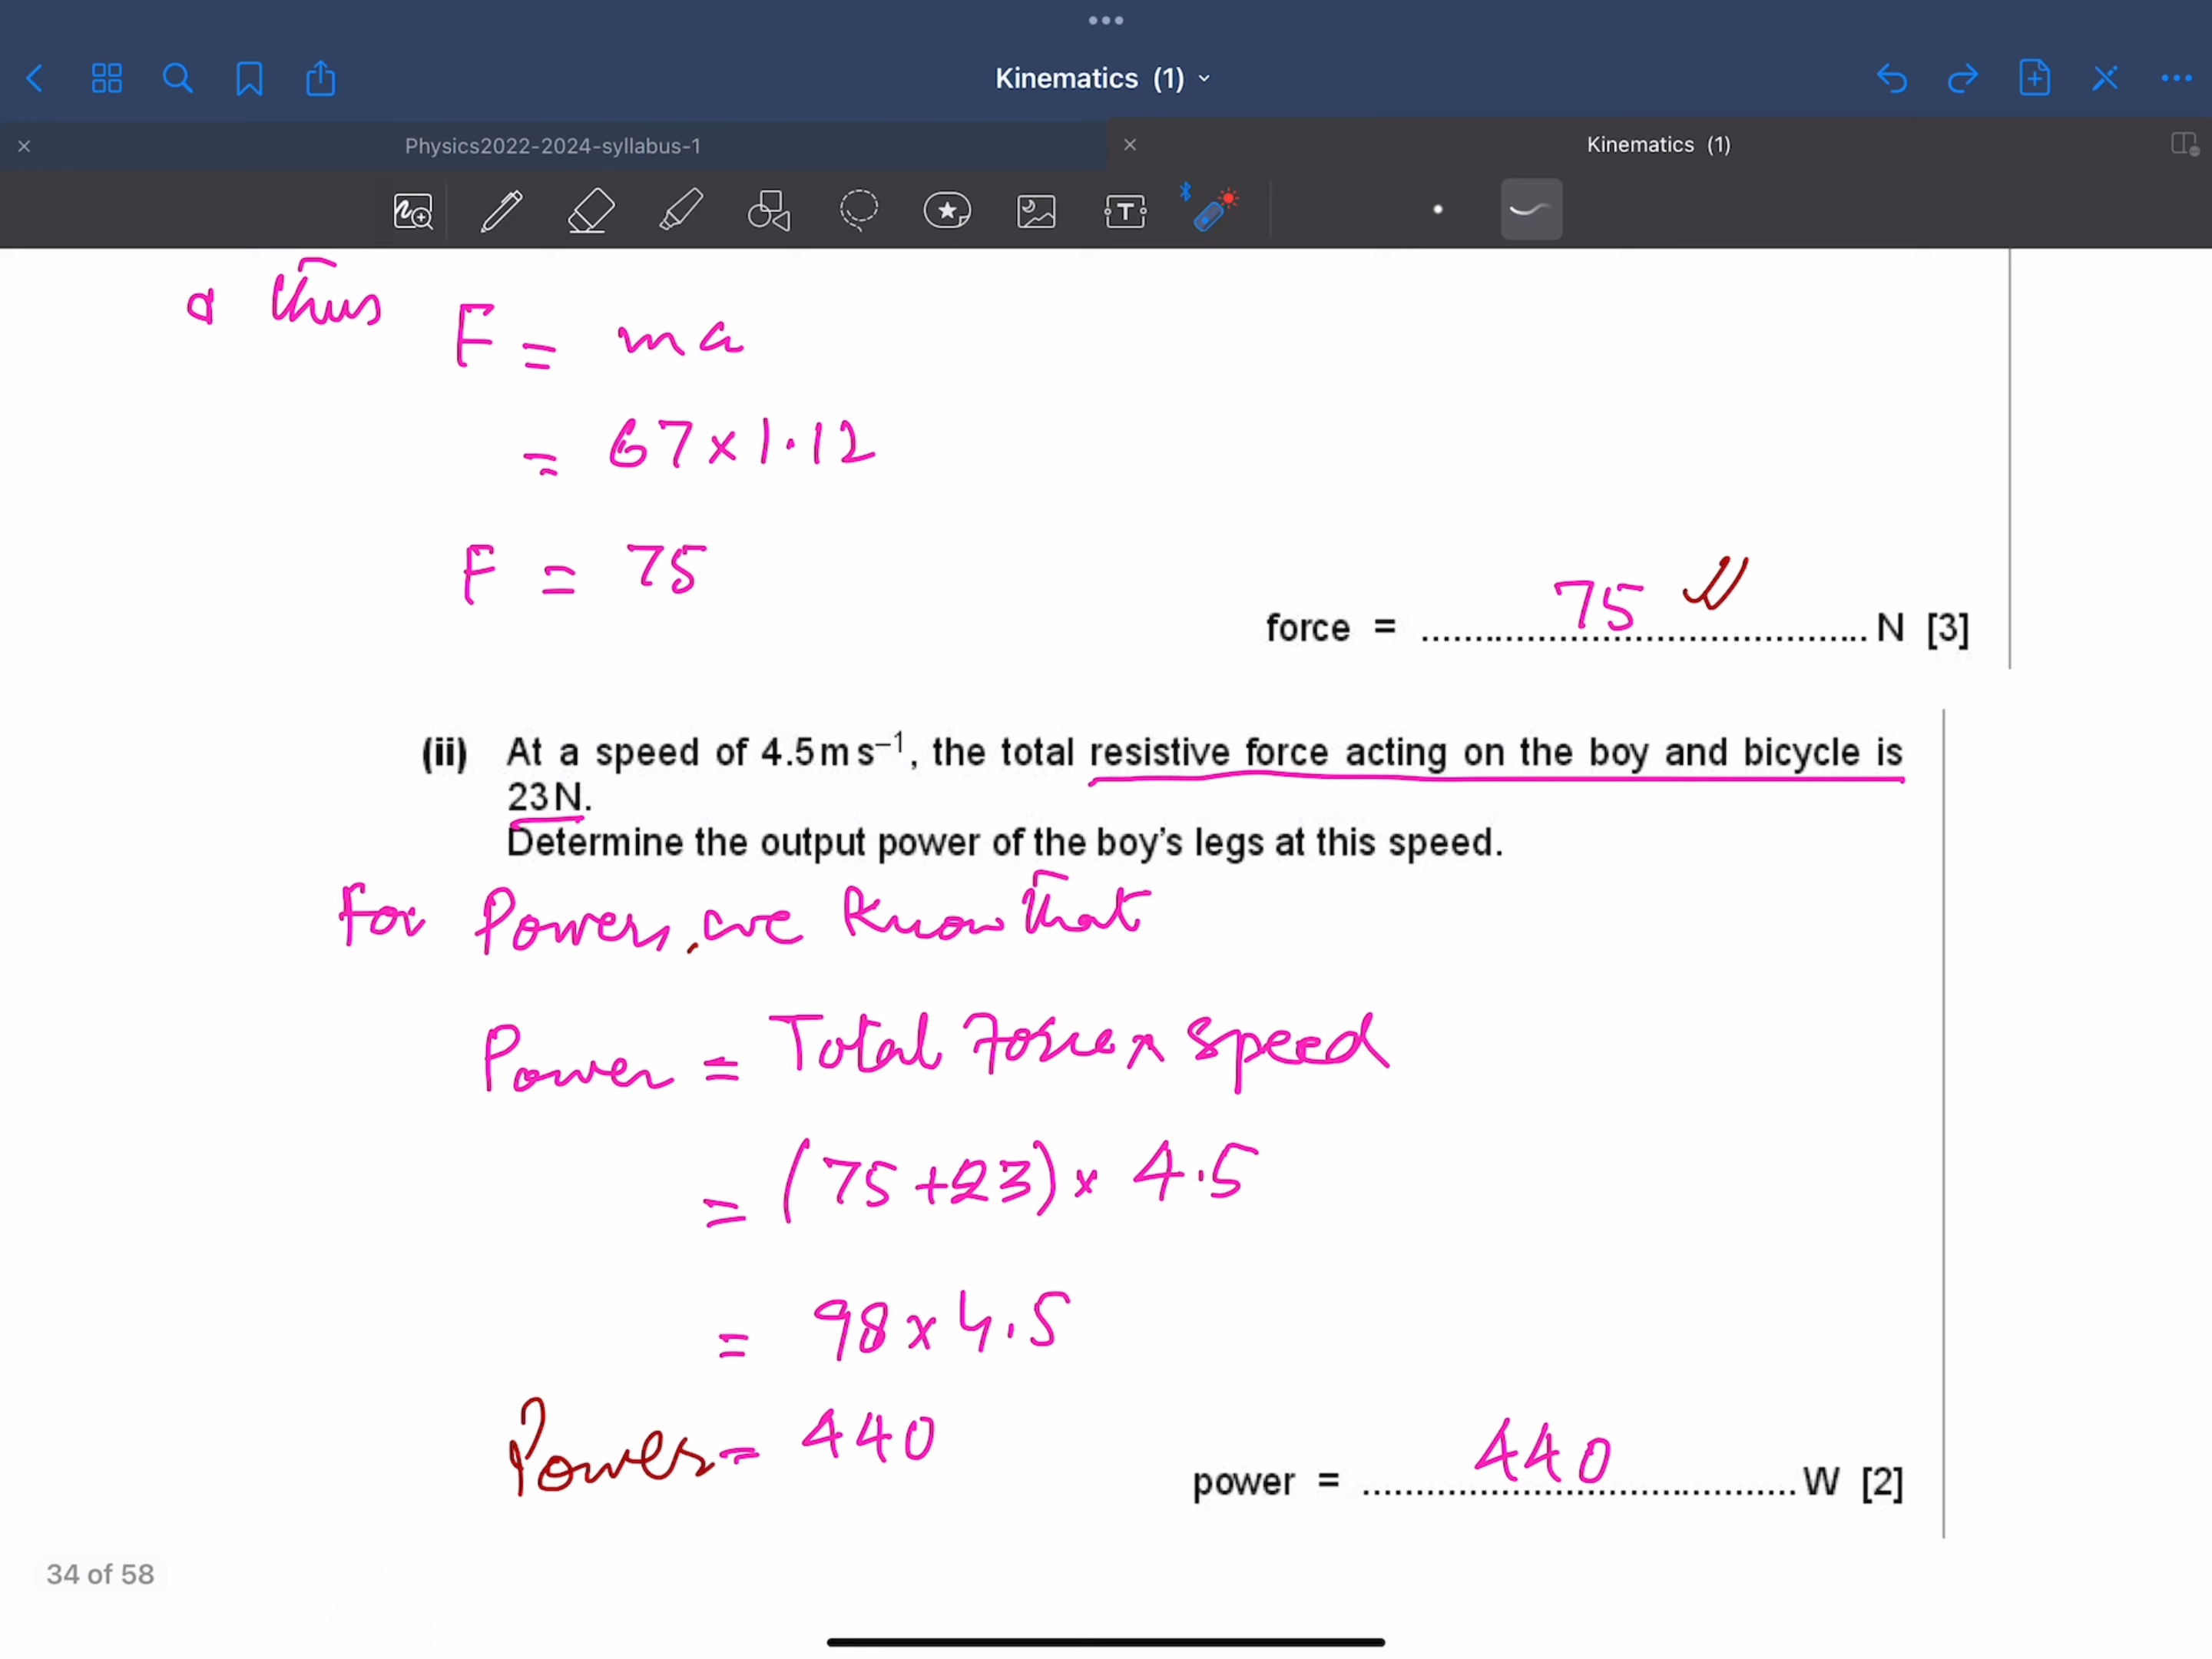 Kinematics (1)
Physics2022-2024-syllabus-1
Kinematics (1)
thus F = ma
= 67 × 1.12
F = 75
75
force = ........................................ N [3]
(ii) At a speed of 4.5 m s⁻¹, the total resistive force acting on the boy and bicycle is
23 N.
Determine the output power of the boy's legs at this speed.
For Power, we know that
Power = Total force × speed
= (75 + 23) × 4.5
= 98 × 4.5
Power = 440
440
power = ........................................ W [2]
34 of 58